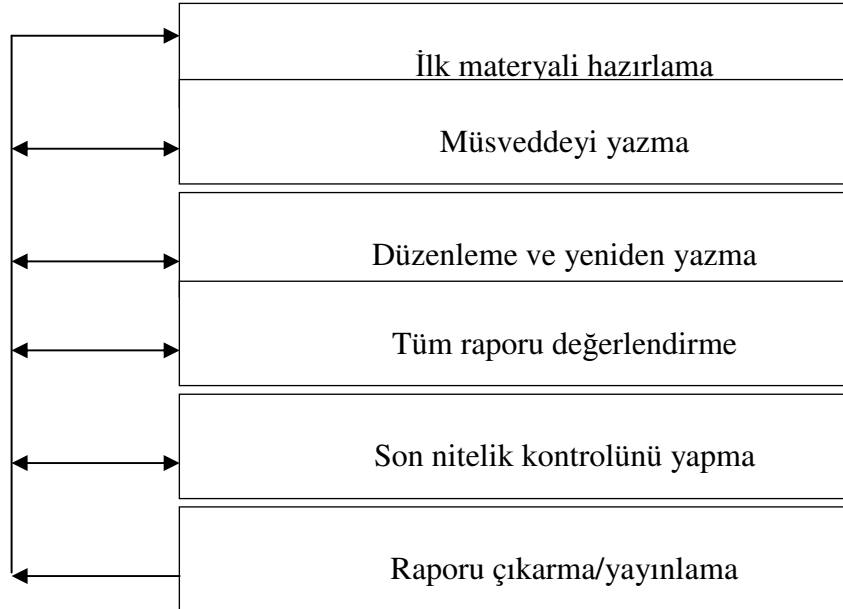 İlk materyali hazırlama
Müsveddeyi yazma
Düzenleme ve yeniden yazma
Tüm raporu değerlendirme
Son nitelik kontrolünü yapma
Raporu çıkarma/yayınlama